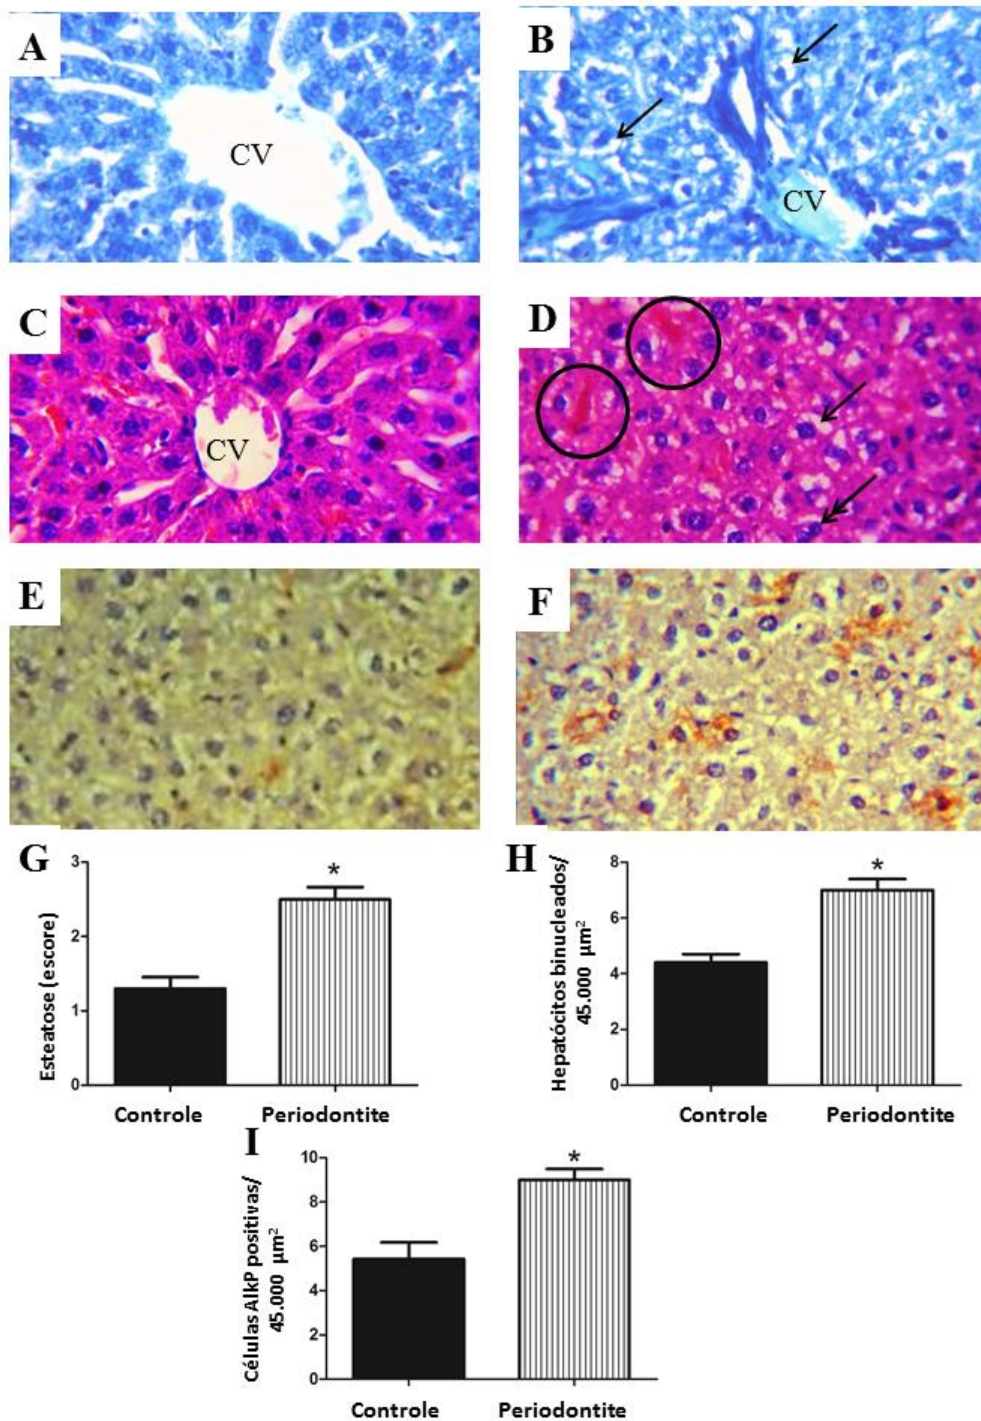 A
B
CV
CV
C
D
CV
E
F
G
3
2
1
0
Esteatose (escore)
Controle
Periodontite
*
H
8
6
4
2
0
Hepatócitos binucleados/
45.000 µm²
Controle
Periodontite
*
I
10
8
6
4
2
0
Células AlkP positivas/
45.000 µm²
Controle
Periodontite
*